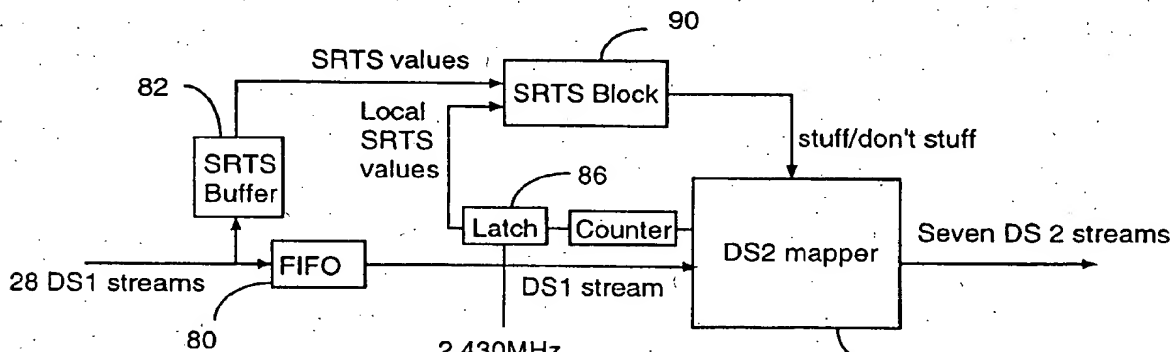 90
SRTS values
82
SRTS Block
Local
SRTS
values
stuff/don't stuff
SRTS
Buffer
86
Latch
Counter
DS2 mapper
Seven DS 2 streams
28 DS1 streams
FIFO
DS1 stream
80
2.430MHz